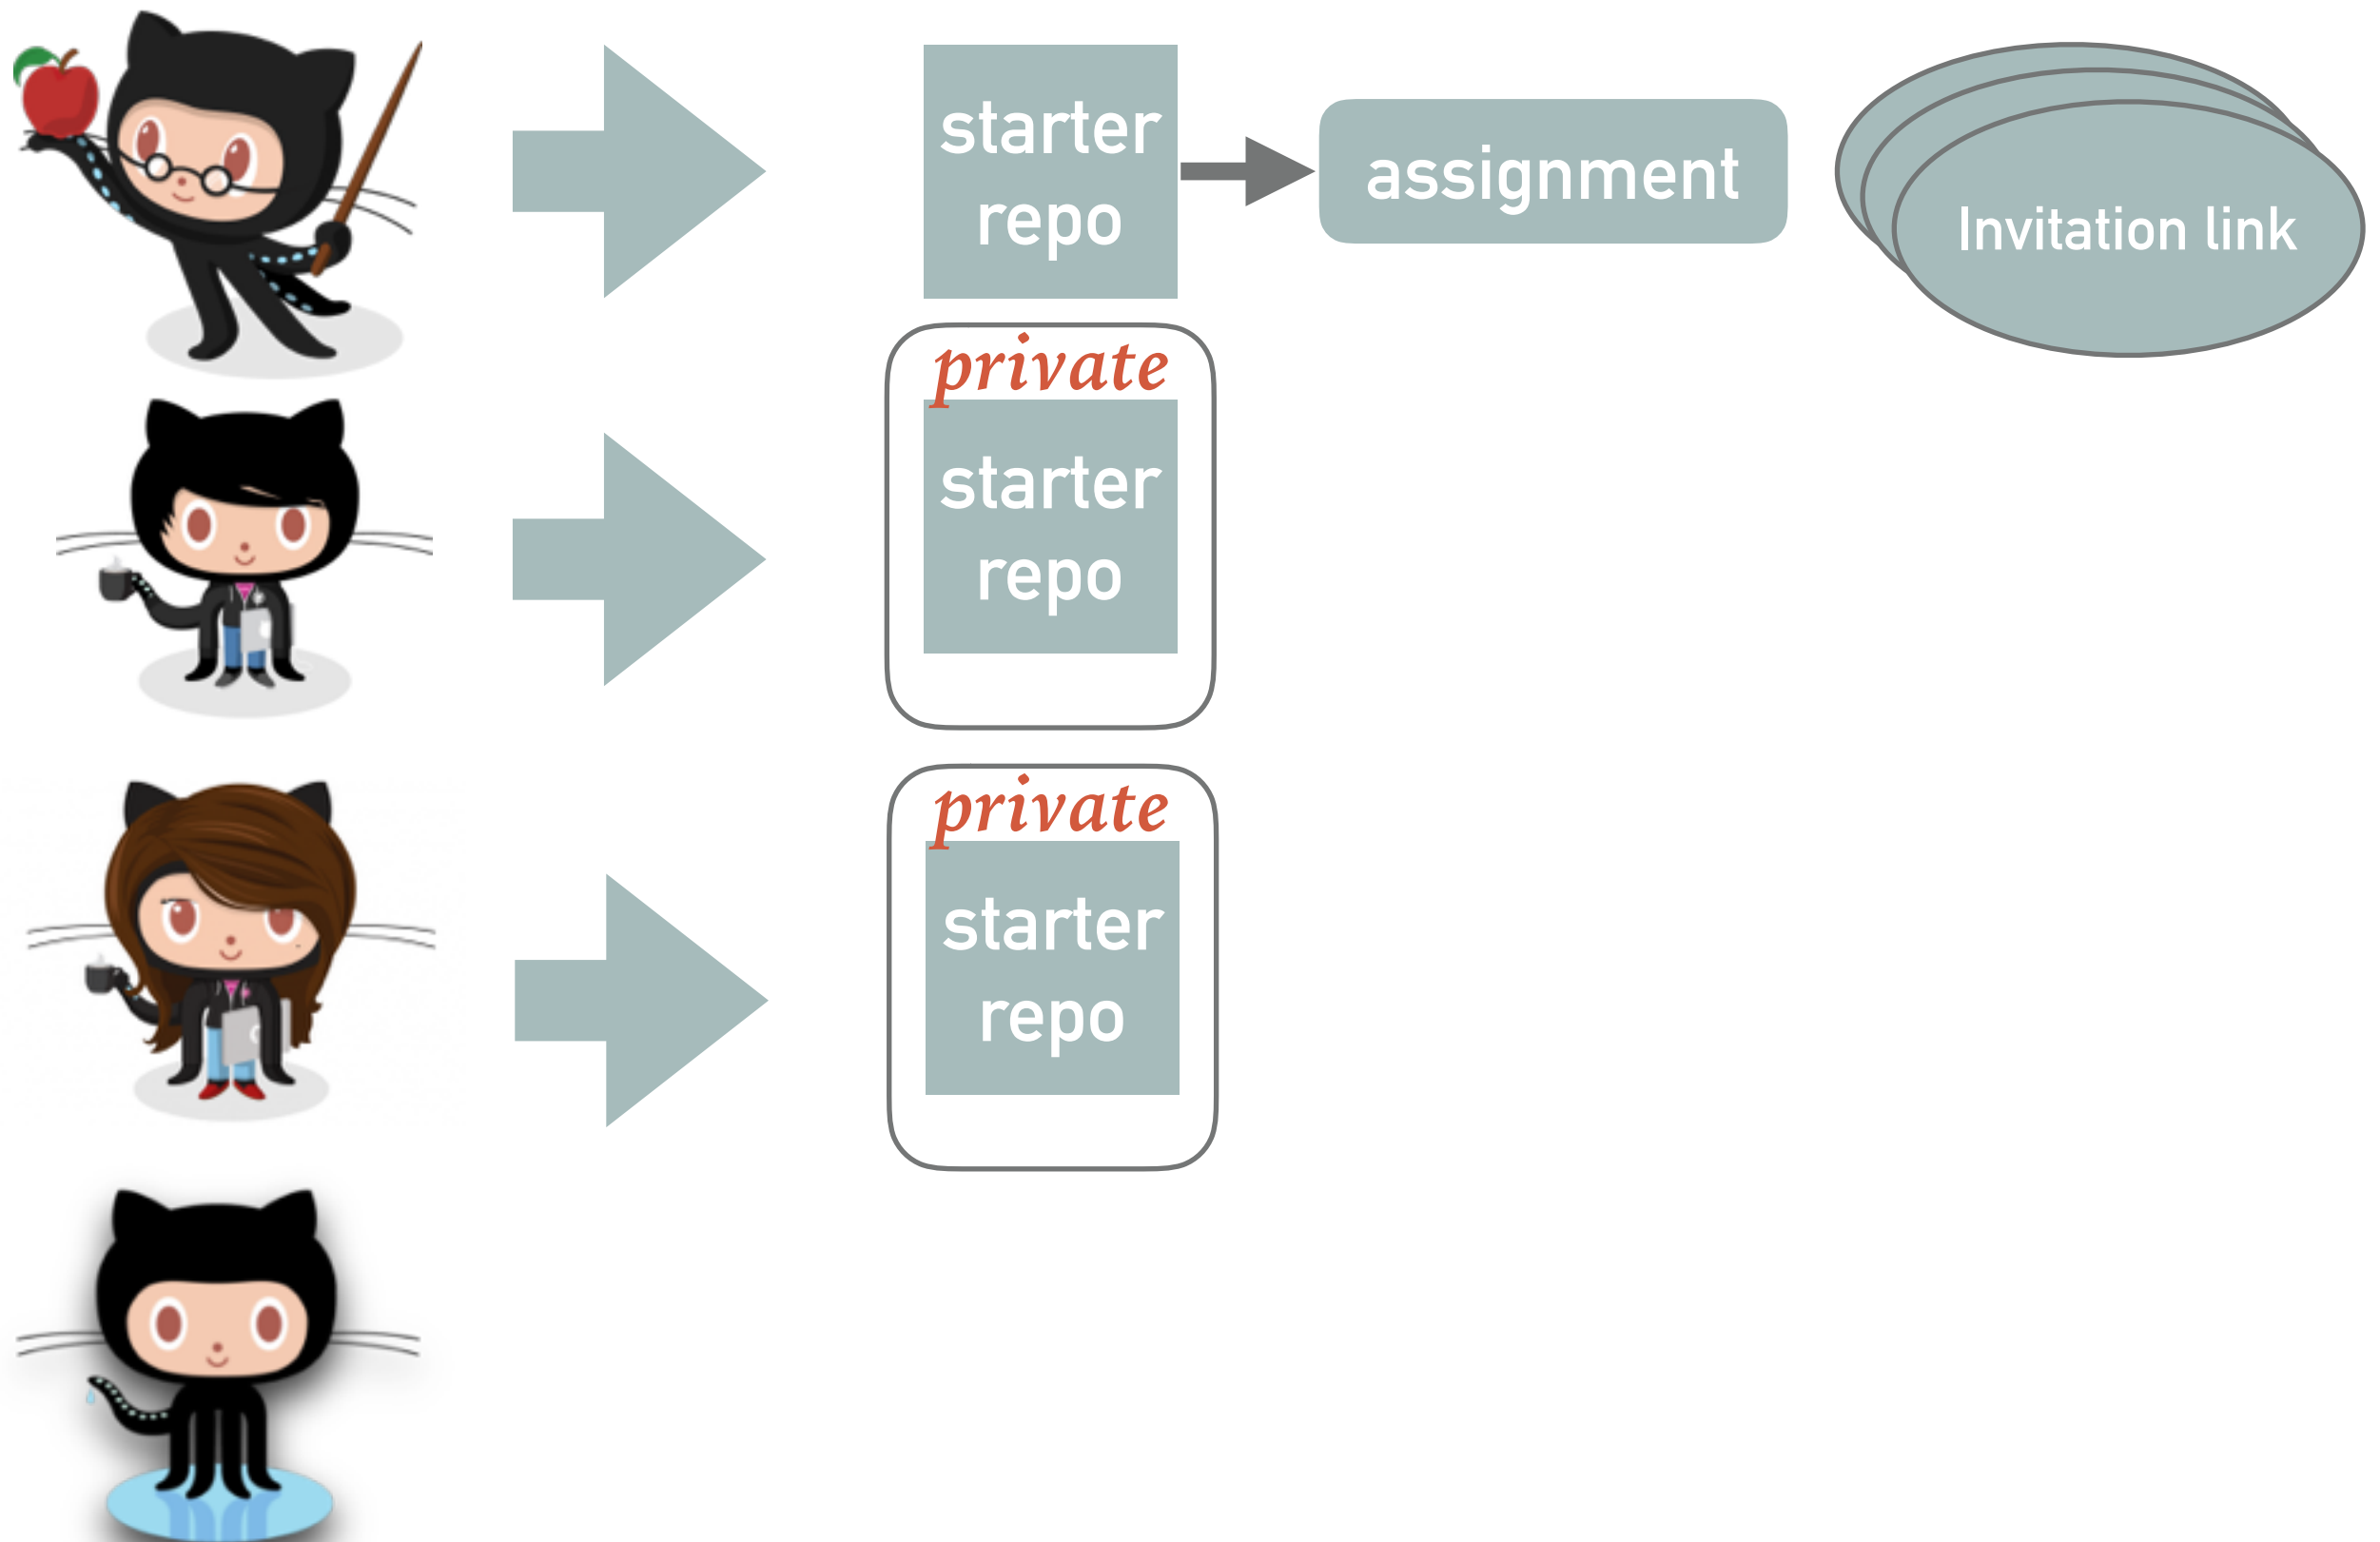 starter
repo
assignment
Invitation link
private
starter
repo
private
starter
repo